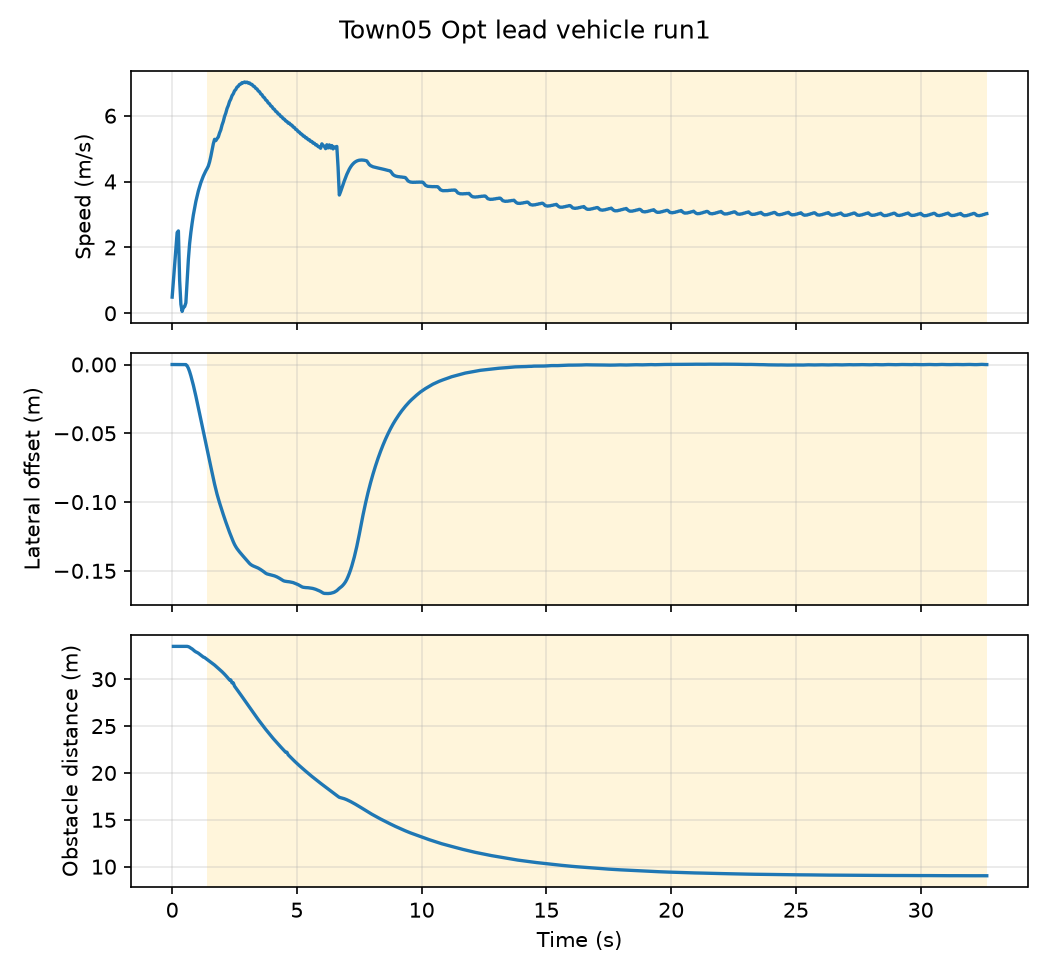 Town05 Opt lead vehicle run1
Speed (m/s)
6
4
2
0
Lateral offset (m)
0.00
−0.05
−0.10
−0.15
Obstacle distance (m)
30
25
20
15
10
0 5 10 15 20 25 30
Time (s)